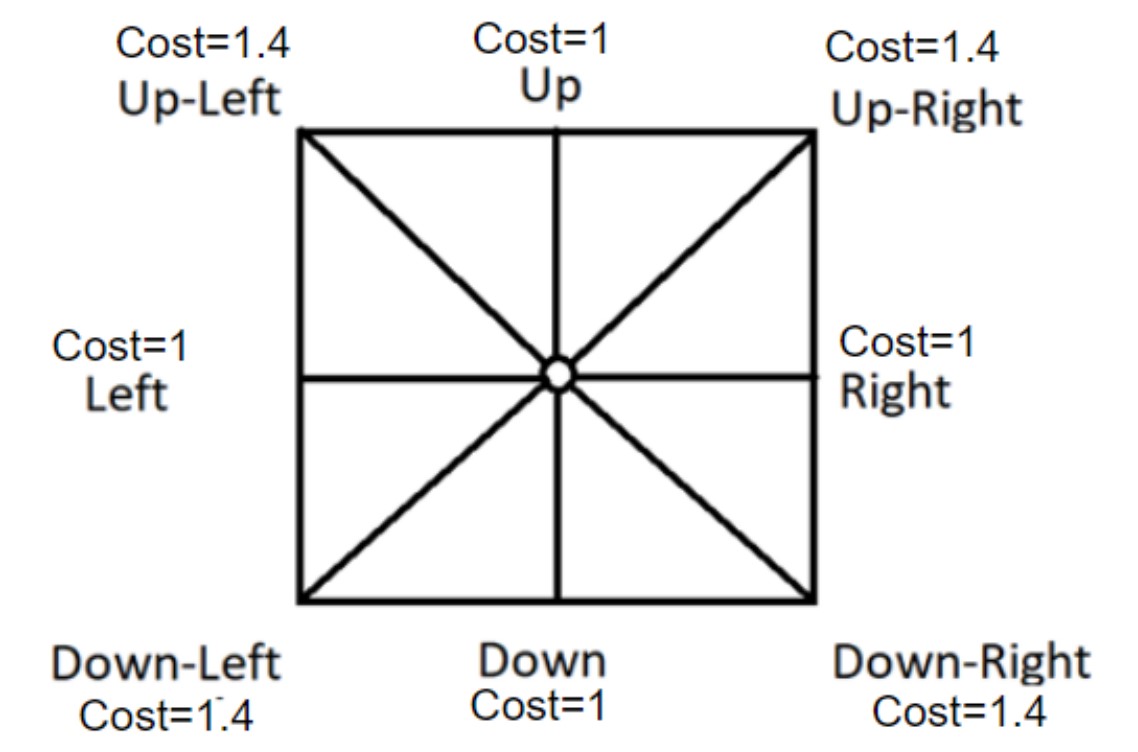 Cost=1.4
Up-Left
Cost=1
Up
Cost=1.4
Up-Right
Cost=1
Left
Cost=1
Right
Down-Left
Cost=1.4
Down
Cost=1
Down-Right
Cost=1.4